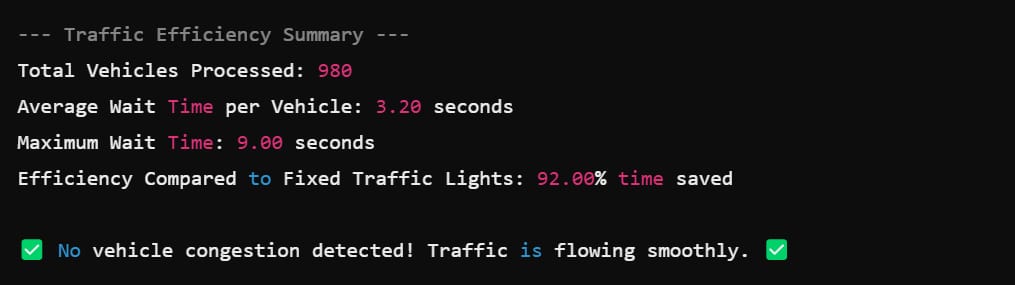 --- Traffic Efficiency Summary ---
Total Vehicles Processed: 980
Average Wait Time per Vehicle: 3.20 seconds
Maximum Wait Time: 9.00 seconds
Efficiency Compared to Fixed Traffic Lights: 92.00% time saved
✅ No vehicle congestion detected! Traffic is flowing smoothly. ✅